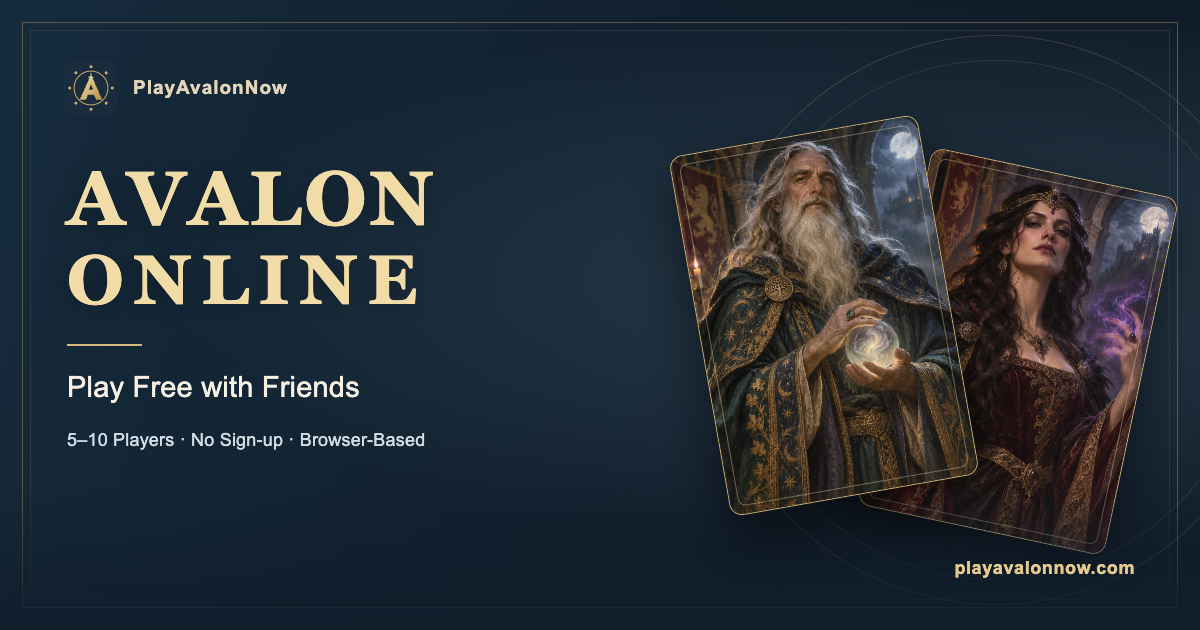 PlayAvalonNow
AVALON
ONLINE
Play Free with Friends
5–10 Players · No Sign-up · Browser-Based
playavalonnow.com